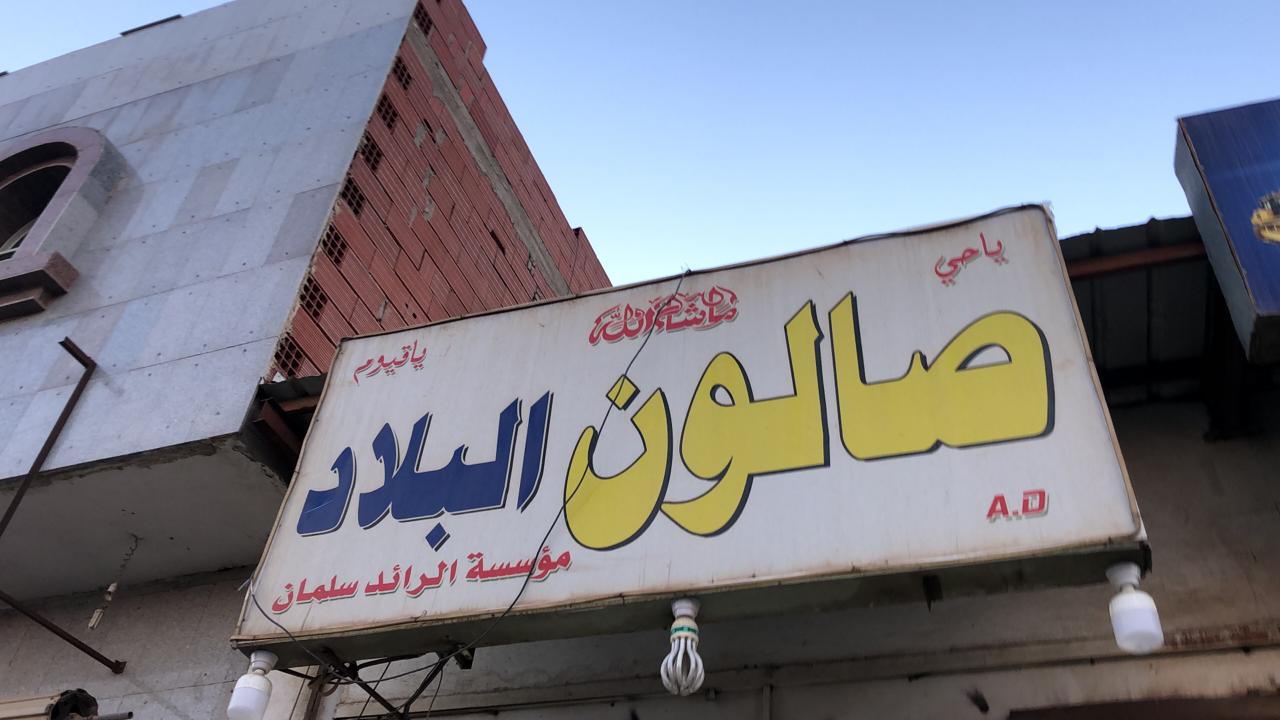 ياحي
ماشاء الله
ياقيوم
صالون البلاد
A.D
مؤسسة الرائد سلمان